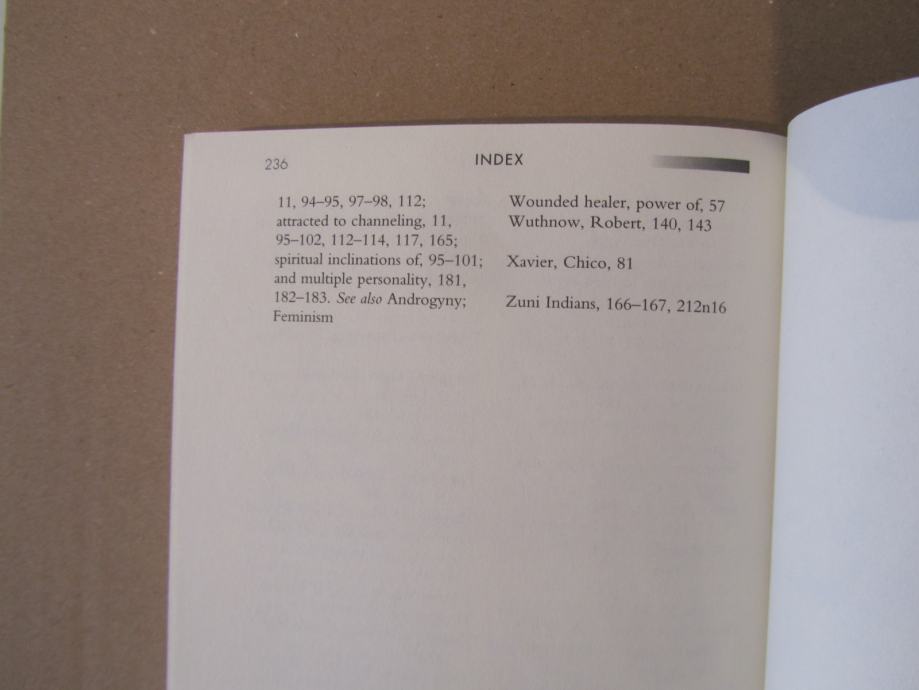 236
INDEX
11, 94–95, 97–98, 112;
attracted to channeling, 11,
95–102, 112–114, 117, 165;
spiritual inclinations of, 95–101;
and multiple personality, 181,
182–183. See also Androgyny;
Feminism
Wounded healer, power of, 57
Wuthnow, Robert, 140, 143
Xavier, Chico, 81
Zuni Indians, 166–167, 212n16